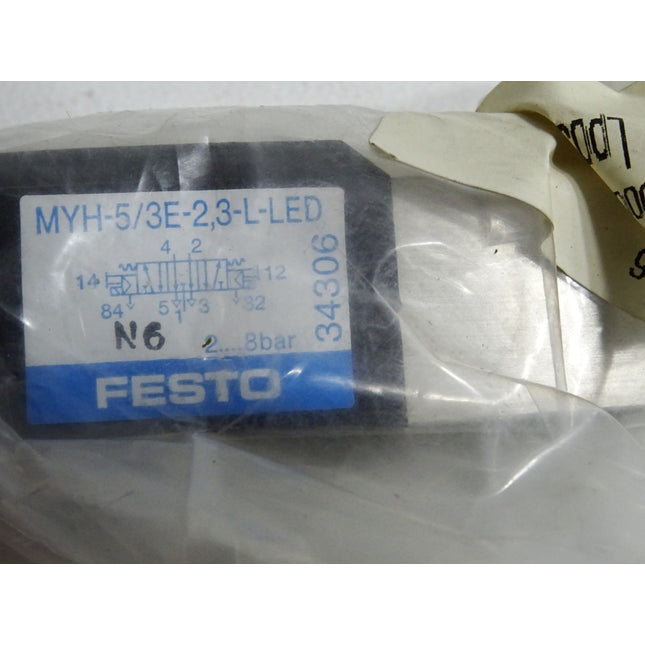 MYH-5/3E-2,3-L-LED
4 2
14 12
84 5 1 3 82
N6 2....8bar
34306
FESTO